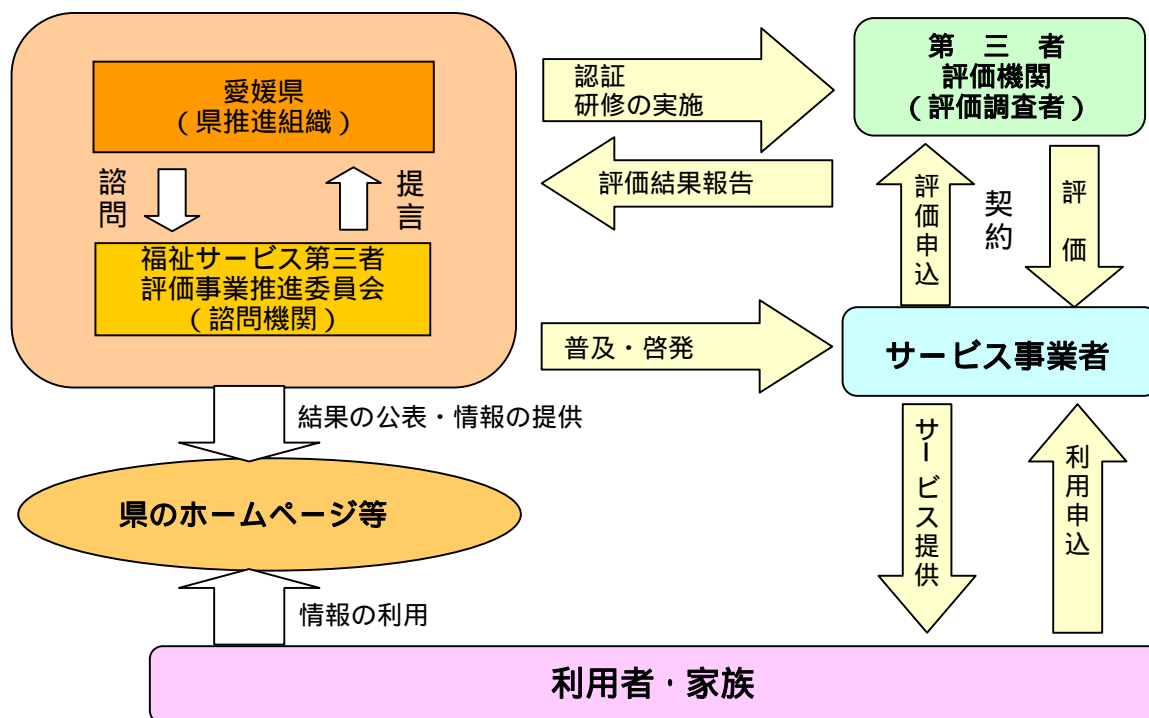 愛媛県
（県推進組織）
諮問
提言
福祉サービス第三者
評価事業推進委員会
（諮問機関）
認証
研修の実施
評価結果報告
普及・啓発
第　三　者
評価機関
（評価調査者）
評価申込
契約
評　価
サービス事業者
結果の公表・情報の提供
県のホームページ等
情報の利用
サービス提供
利用申込
利用者・家族